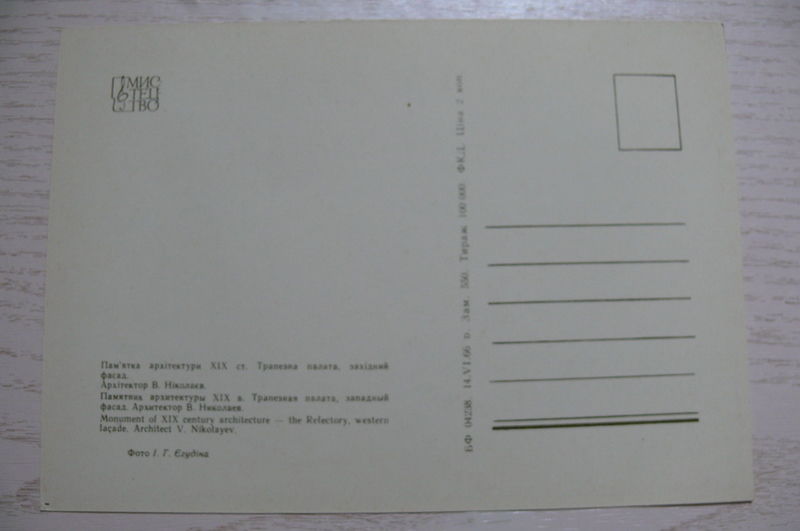 МИС
ТЕЦ
ТВО
Пам'ятка архітектури XIX ст. Трапезна палата, західний
фасад.
Архітектор В. Ніколаєв.
Памятник архитектуры XIX в. Трапезная палата, западный
фасад. Архитектор В. Николаев.
Monument of XIX century architecture — the Refectory, western
façade. Architect V. Nikolayev.
Фото І. Г. Єгудіна
БФ 04238. 14.VI.66 р. Зам. 550. Тираж 100 000. ФКД. Ціна 2 коп.